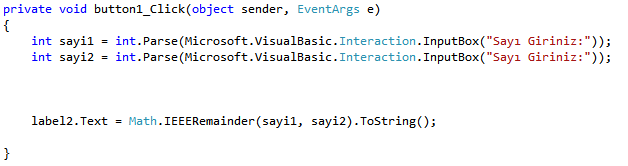 private void button1_Click(object sender, EventArgs e)
{
int sayi1 = int.Parse(Microsoft.VisualBasic.Interaction.InputBox("Sayı Giriniz:"));
int sayi2 = int.Parse(Microsoft.VisualBasic.Interaction.InputBox("Sayı Giriniz:"));
label2.Text = Math.IEEERemainder(sayi1, sayi2).ToString();
}